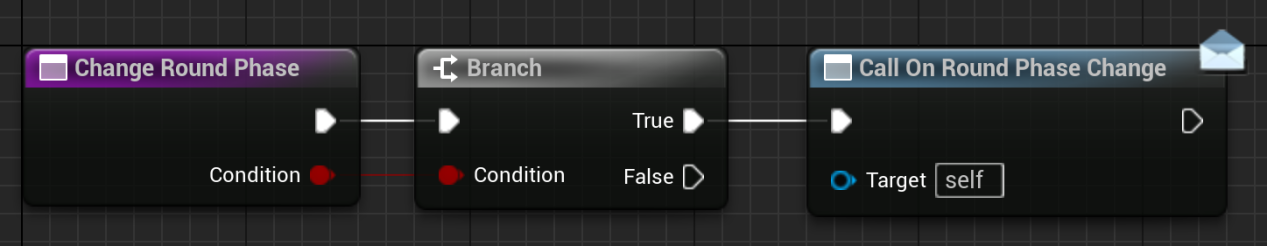 Change Round Phase
Branch
Call On Round Phase Change
True
Condition
Condition
False
Target self